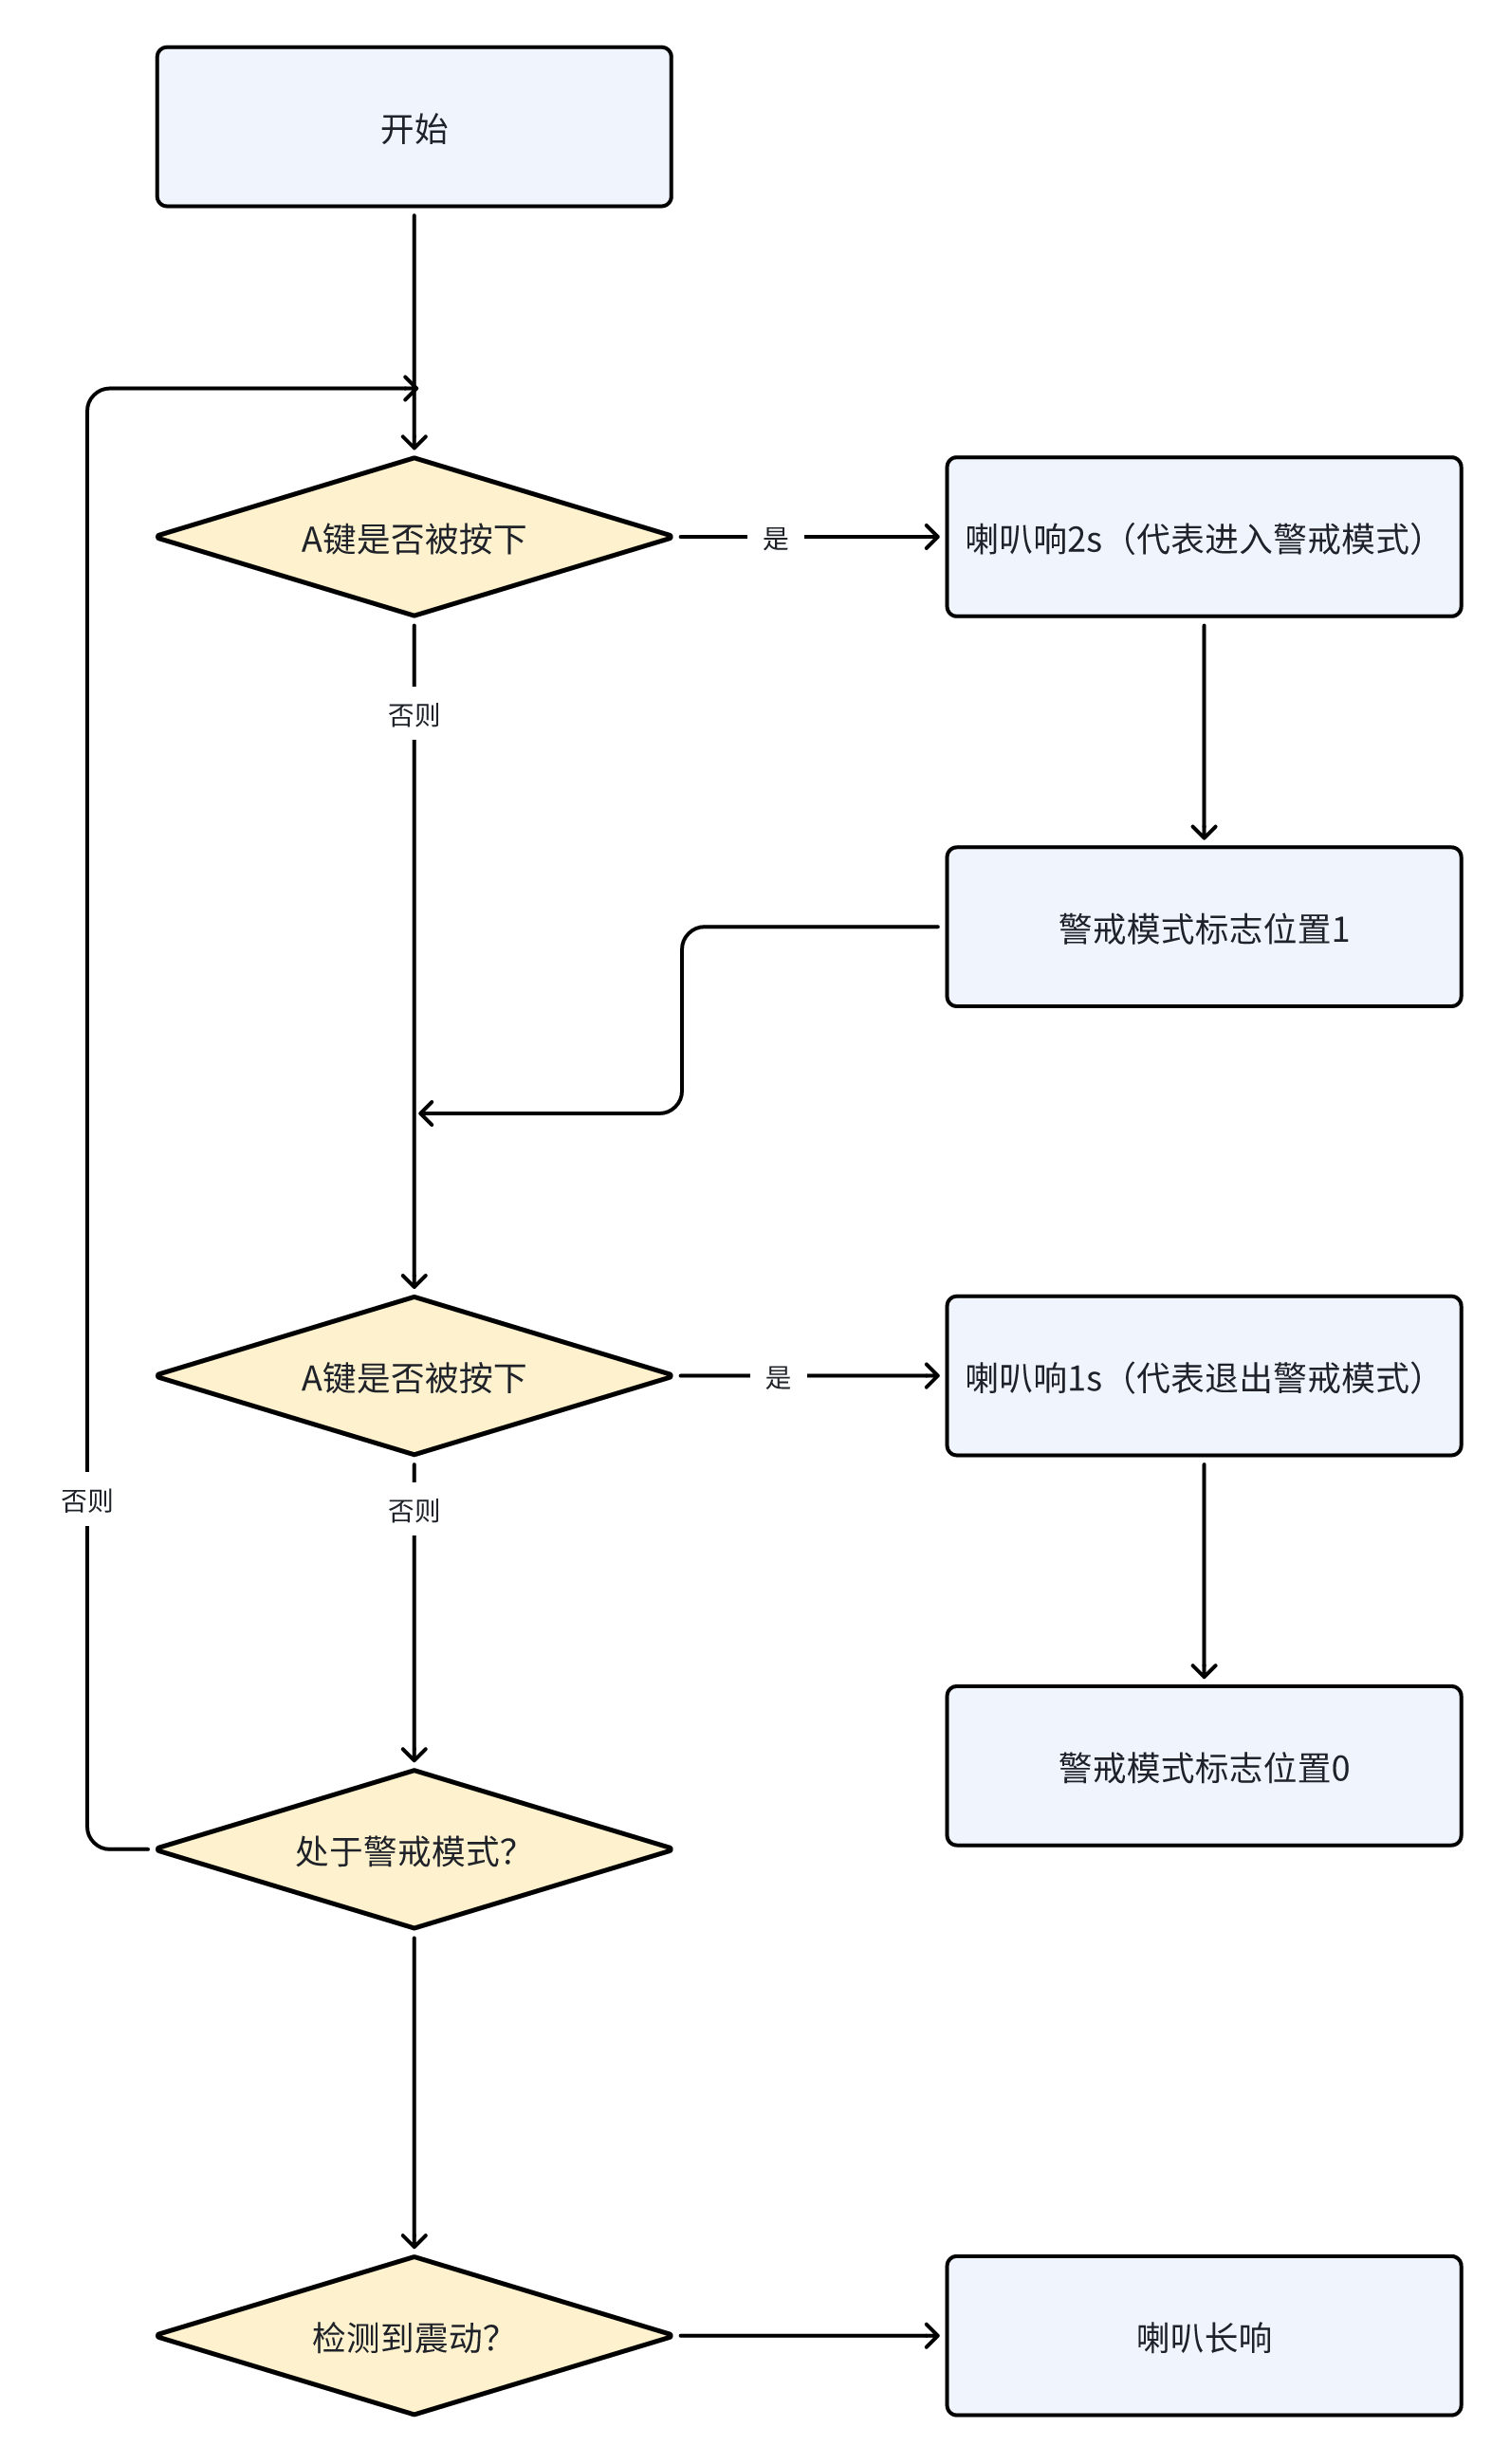 开始
A键是否被按下
是
喇叭响2s（代表进入警戒模式）
否则
警戒模式标志位置1
A键是否被按下
是
喇叭响1s（代表退出警戒模式）
否则
否则
警戒模式标志位置0
处于警戒模式？
检测到震动？
喇叭长响